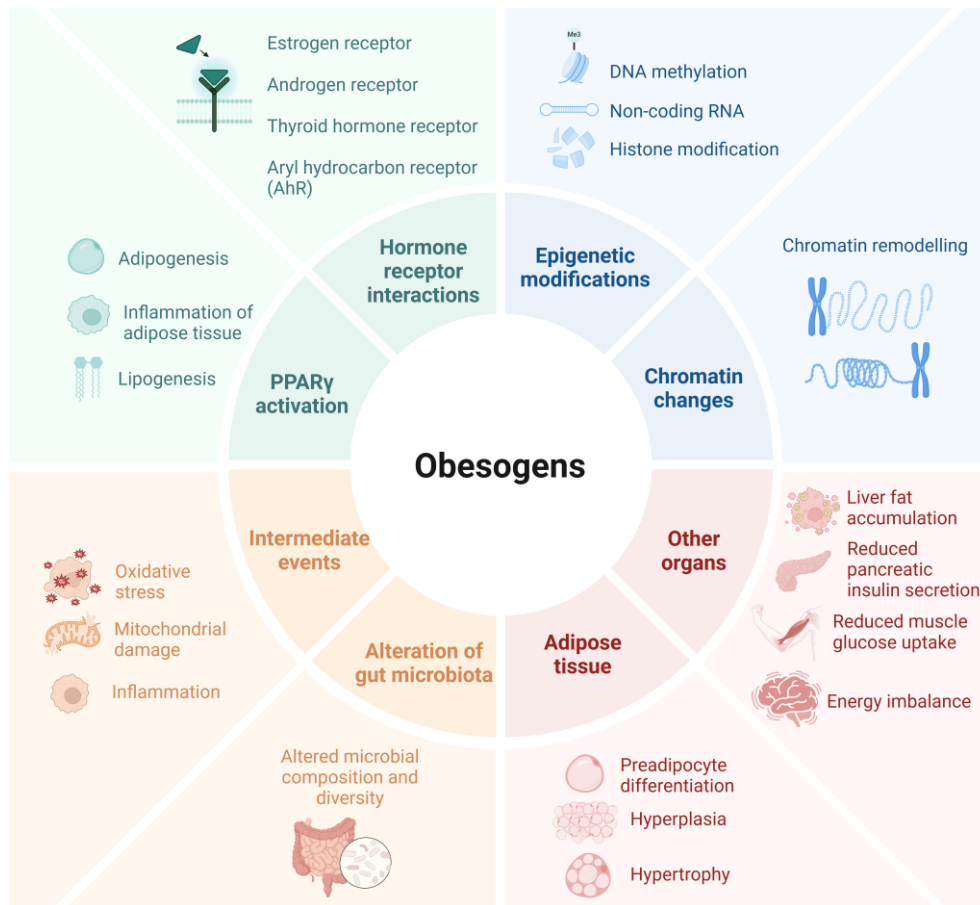 Estrogen receptor
Androgen receptor
Thyroid hormone receptor
Aryl hydrocarbon receptor
(AhR)
Me3
DNA methylation
Non-coding RNA
Histone modification
Hormone
receptor
interactions
Epigenetic
modifications
Adipogenesis
Inflammation of
adipose tissue
Lipogenesis
PPARγ
activation
Chromatin
changes
Chromatin remodelling
Obesogens
Intermediate
events
Oxidative
stress
Mitochondrial
damage
Inflammation
Other
organs
Liver fat
accumulation
Reduced
pancreatic
insulin secretion
Reduced muscle
glucose uptake
Energy imbalance
Alteration of
gut microbiota
Altered microbial
composition and
diversity
Adipose
tissue
Preadipocyte
differentiation
Hyperplasia
Hypertrophy